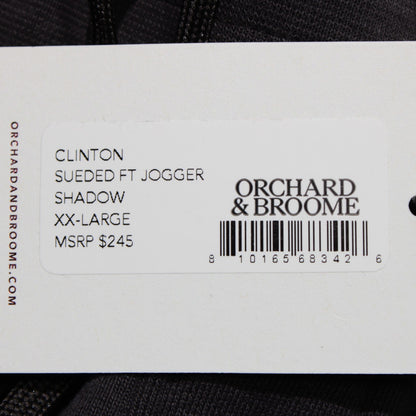 ORCHARDANDBROOME.COM
CLINTON
SUEDED FT JOGGER
SHADOW
XX-LARGE
MSRP $245
ORCHARD
& BROOME
8 10165 68342 6